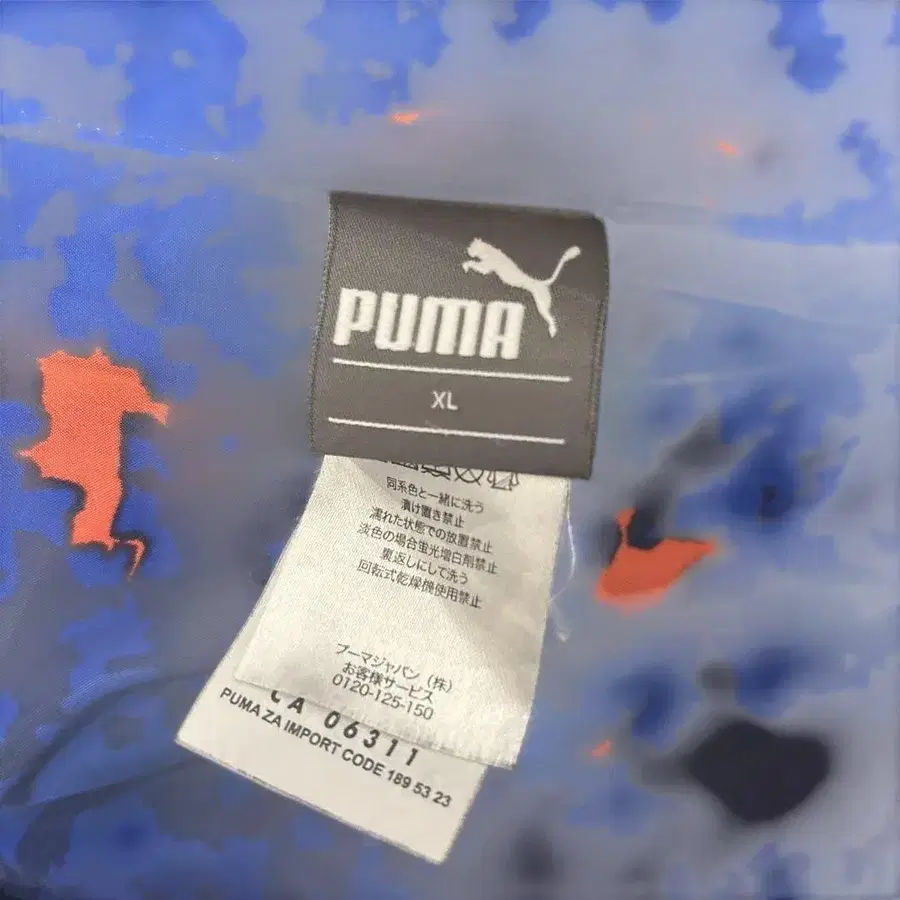 PUMA
XL
同系色と一緒に洗う
漬け置き禁止
濡れた状態での放置禁止
淡色の場合蛍光増白剤禁止
裏返しにして洗う
回転式乾燥機使用禁止
プーマジャパン（株）
お客様サービス
0120-125-150
CA 06311
PUMA ZA IMPORT CODE 189 53 23